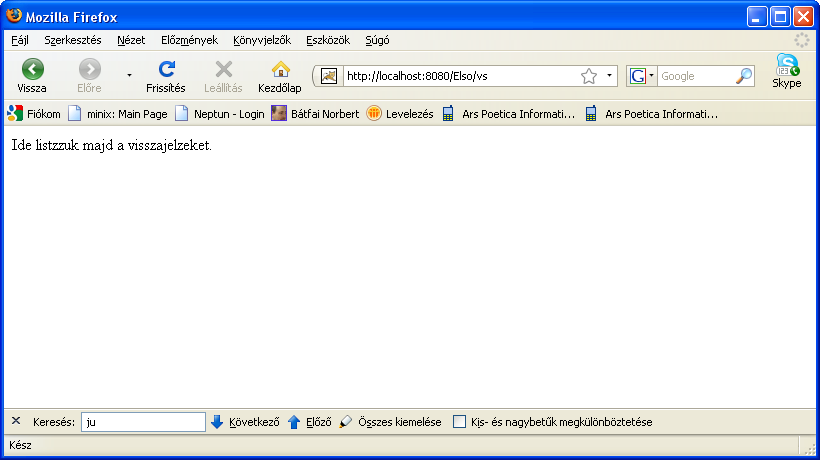 Mozilla Firefox
Fájl Szerkesztés Nézet Előzmények Könyvjelzők Eszközök Súgó
Vissza Előre Frissítés Leállítás Kezdőlap http://localhost:8080/Elso/vs G Google Skype
Fiókom minix: Main Page Neptun - Login Bátfai Norbert Levelezés Ars Poetica Informati... Ars Poetica Informati...
Ide listzzuk majd a visszajelzeket.
Keresés: ju Következő Előző Összes kiemelése Kis- és nagybetűk megkülönböztetése
Kész